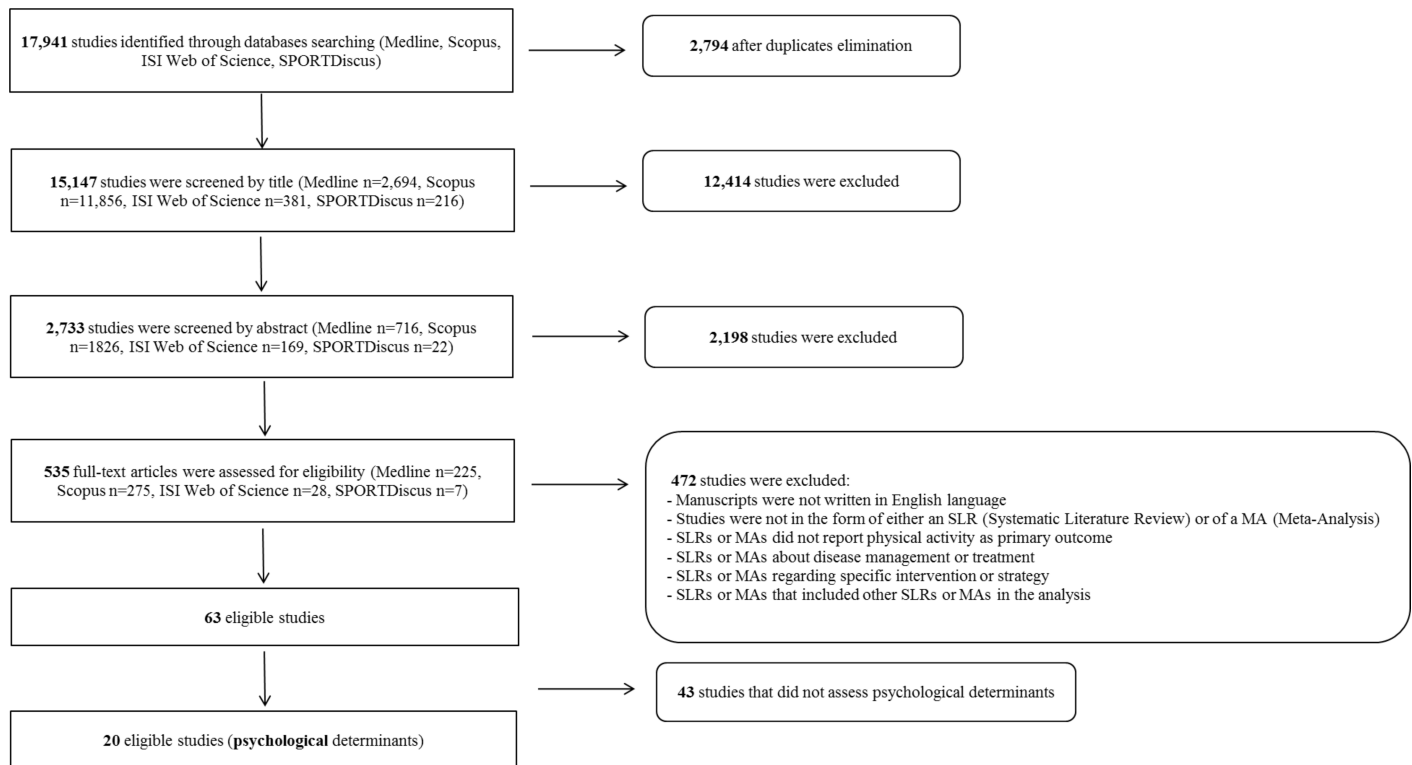 17,941 studies identified through databases searching (Medline, Scopus,
ISI Web of Science, SPORTDiscus)
2,794 after duplicates elimination
15,147 studies were screened by title (Medline n=2,694, Scopus
n=11,856, ISI Web of Science n=381, SPORTDiscus n=216)
12,414 studies were excluded
2,733 studies were screened by abstract (Medline n=716, Scopus
n=1826, ISI Web of Science n=169, SPORTDiscus n=22)
2,198 studies were excluded
535 full-text articles were assessed for eligibility (Medline n=225,
Scopus n=275, ISI Web of Science n=28, SPORTDiscus n=7)
472 studies were excluded:
- Manuscripts were not written in English language
- Studies were not in the form of either an SLR (Systematic Literature Review) or of a MA (Meta-Analysis)
- SLRs or MAs did not report physical activity as primary outcome
- SLRs or MAs about disease management or treatment
- SLRs or MAs regarding specific intervention or strategy
- SLRs or MAs that included other SLRs or MAs in the analysis
63 eligible studies
43 studies that did not assess psychological determinants
20 eligible studies (psychological determinants)